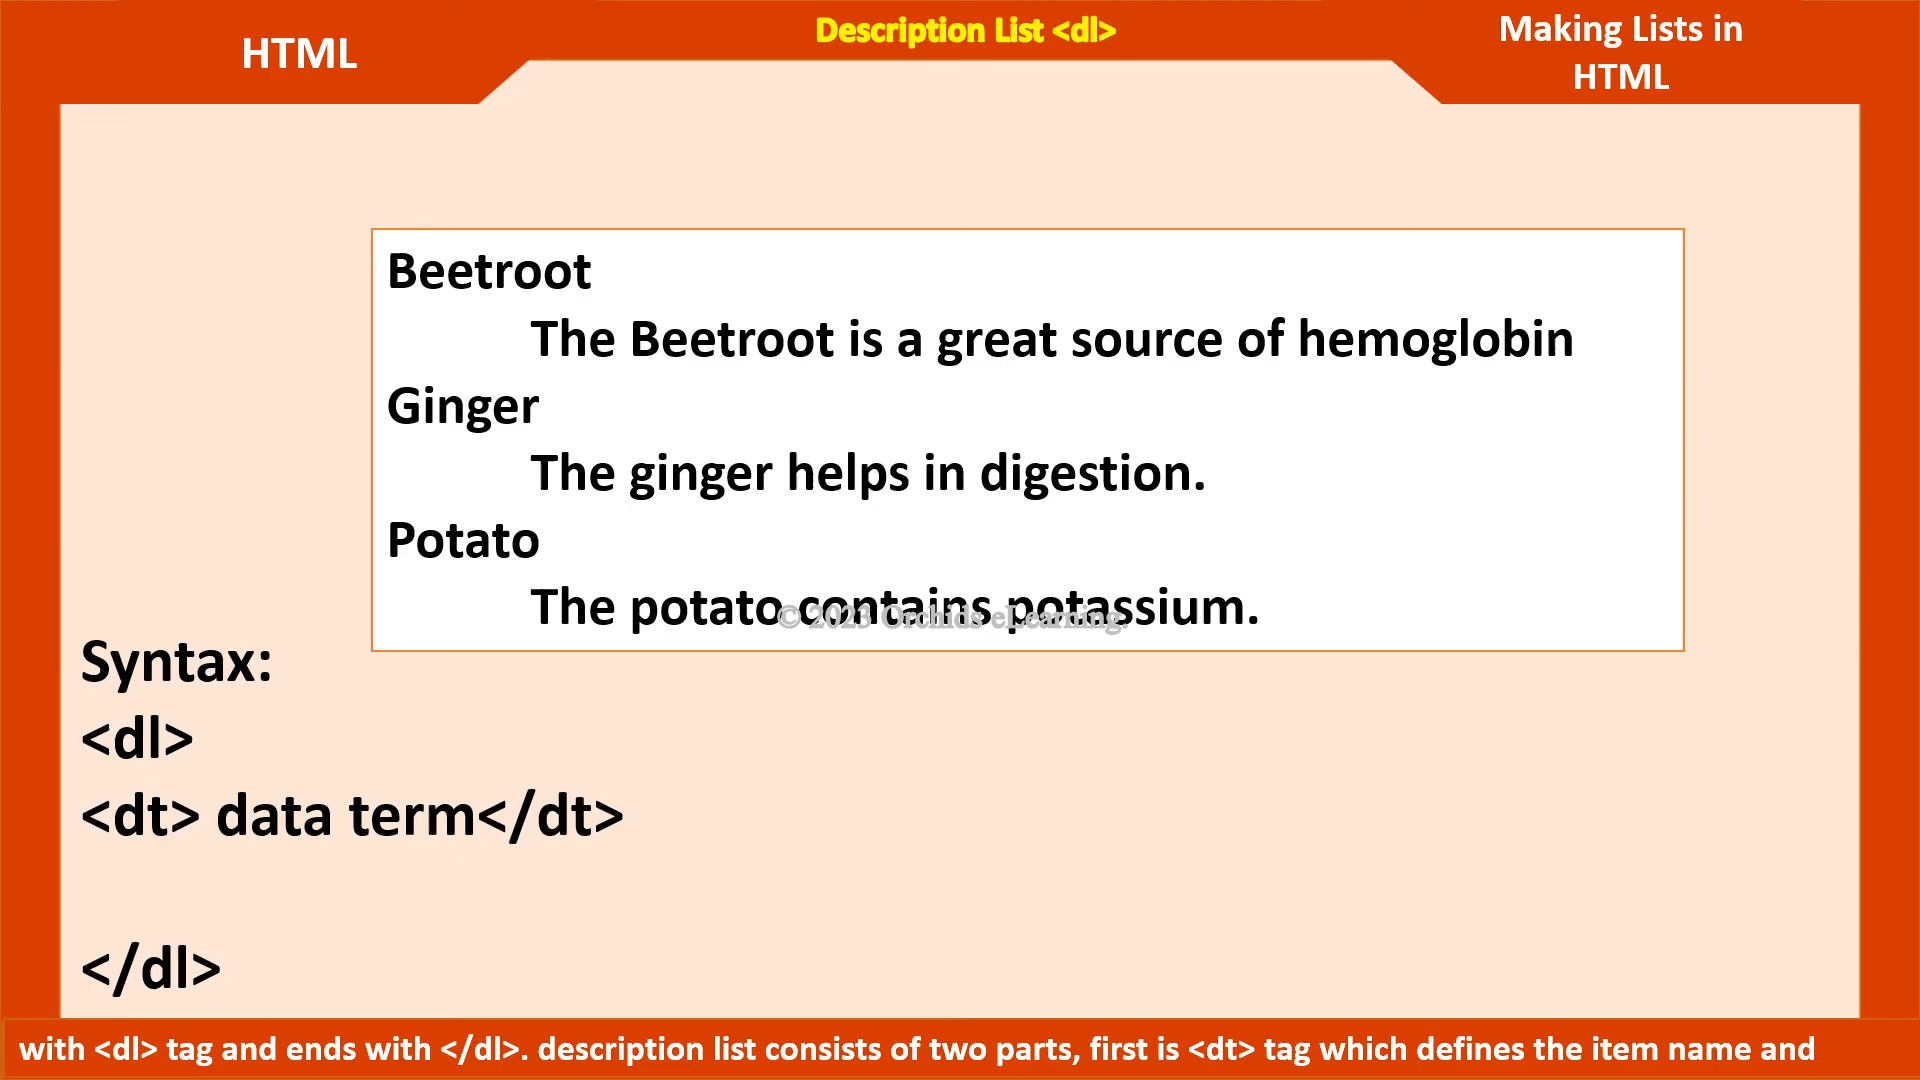 HTML
Description List <dl>
Making Lists in
HTML
Beetroot
The Beetroot is a great source of hemoglobin
Ginger
The ginger helps in digestion.
Potato
The potato contains potassium.
© 2023 Orchids eLearning.
Syntax:
<dl>
<dt> data term</dt>
</dl>
with <dl> tag and ends with </dl>. description list consists of two parts, first is <dt> tag which defines the item name and